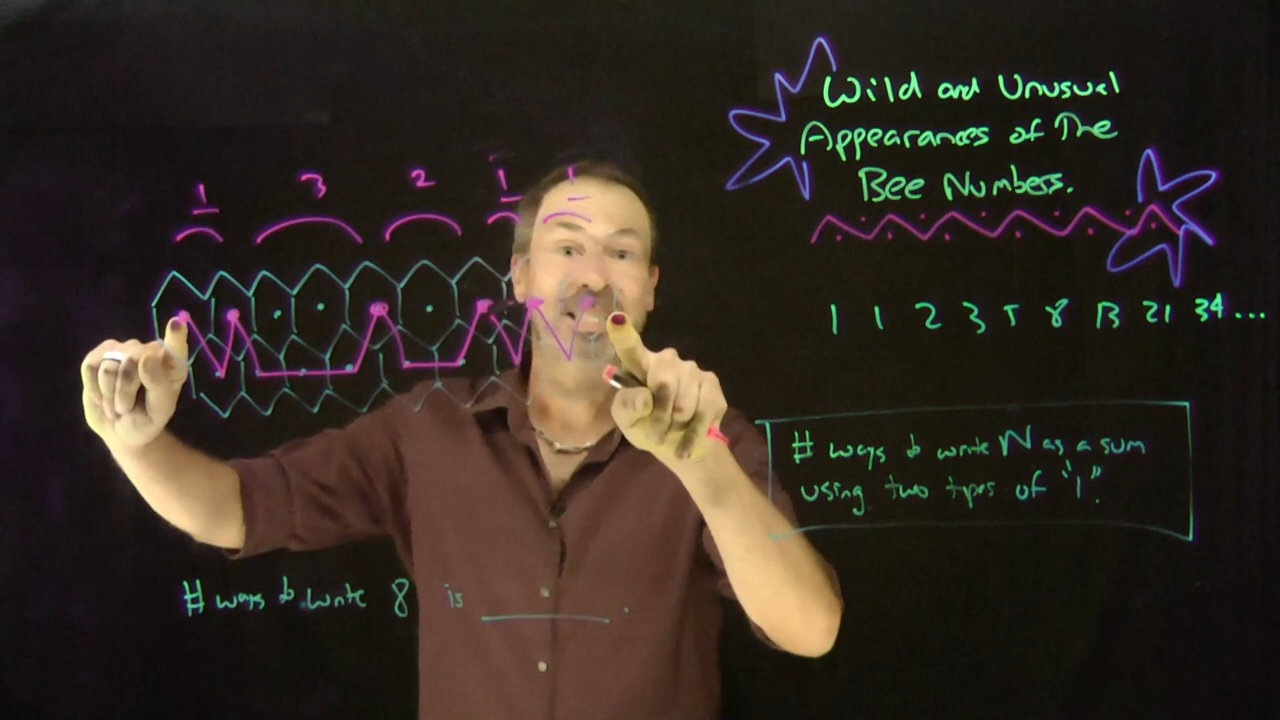 Wild and Unusual
Appearances of The
Bee Numbers.
1 3 2 1 1
1 1 2 3 5 8 13 21 34...
# ways to write N as a sum
using two types of "1".
# ways to write 8 is ______.